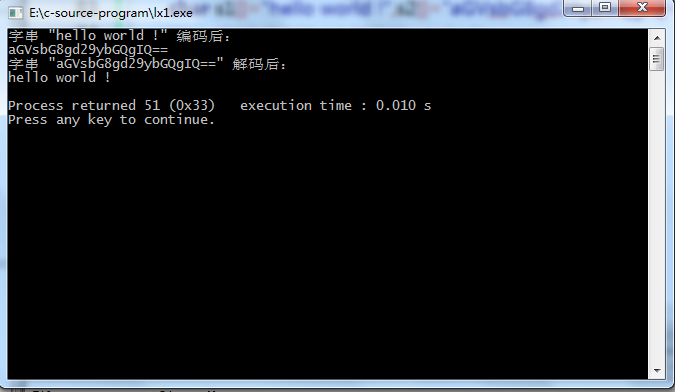 E:\c-source-program\lx1.exe
字串 "hello world !" 编码后:
aGVsbG8gd29ybGQgIQ==
字串 "aGVsbG8gd29ybGQgIQ==" 解码后:
hello world !
Process returned 51 (0x33)   execution time : 0.010 s
Press any key to continue.